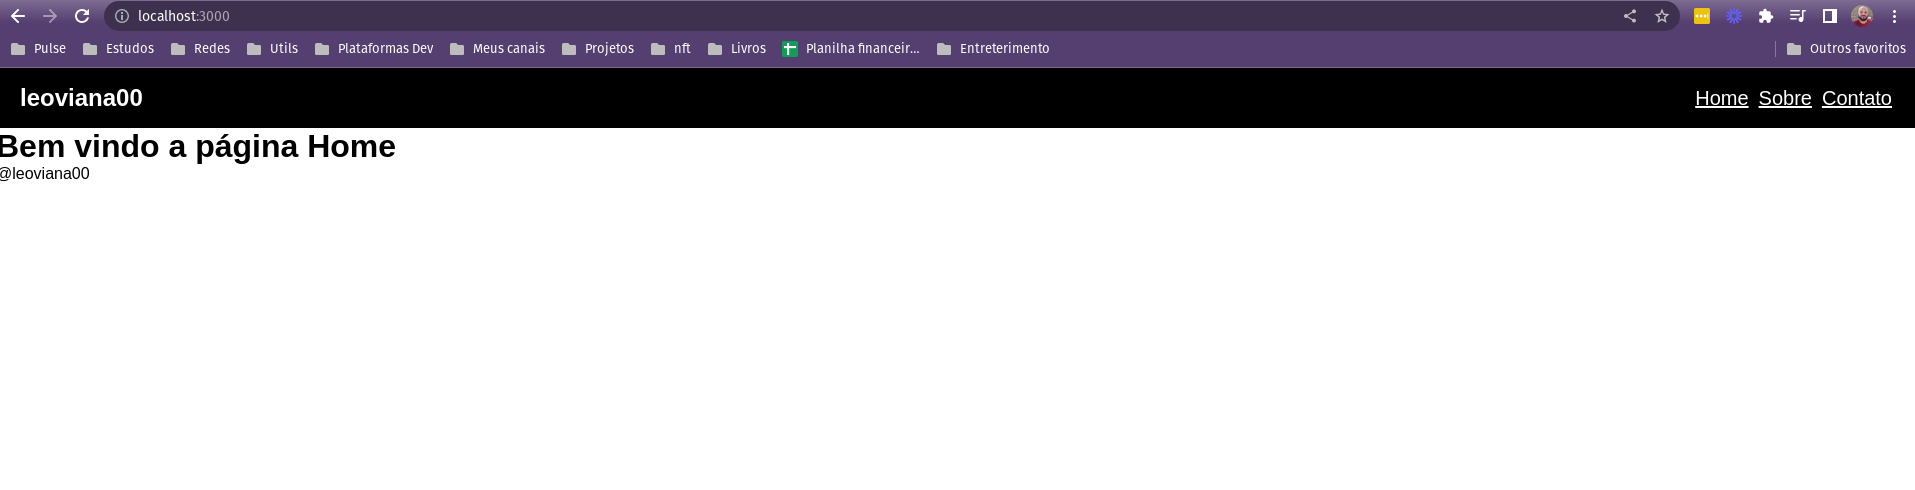 localhost:3000
Pulse Estudos Redes Utils Plataformas Dev Meus canais Projetos nft Livros Planilha financeir... Entreterimento Outros favoritos
leoviana00 Home Sobre Contato
Bem vindo a página Home
@leoviana00